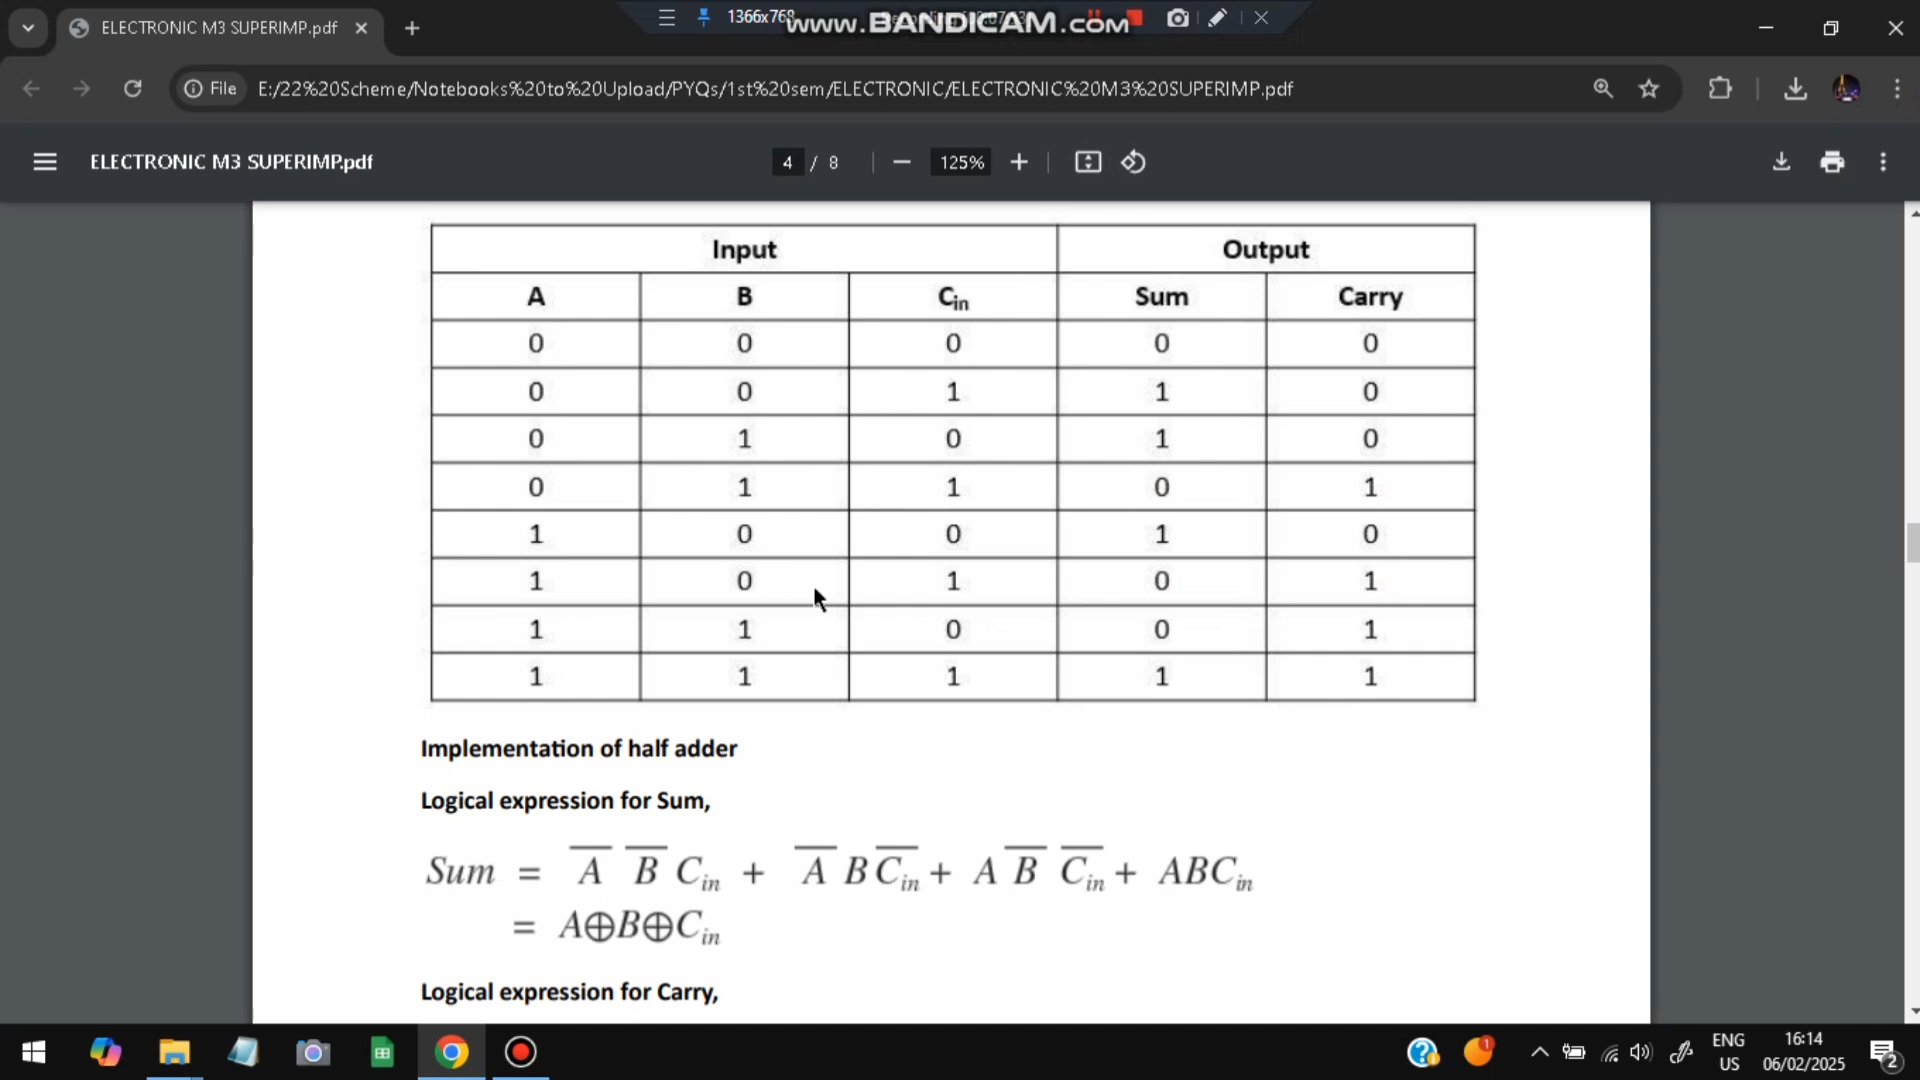 ELECTRONIC M3 SUPERIMP.pdf
1366x768
www.BANDICAM.com
File
E:/22%20Scheme/Notebooks%20to%20Upload/PYQs/1st%20sem/ELECTRONIC/ELECTRONIC%20M3%20SUPERIMP.pdf
ELECTRONIC M3 SUPERIMP.pdf
4 / 8
125%
Input Output
A B Cin Sum Carry
0 0 0 0 0
0 0 1 1 0
0 1 0 1 0
0 1 1 0 1
1 0 0 1 0
1 0 1 0 1
1 1 0 0 1
1 1 1 1 1
Implementation of half adder
Logical expression for Sum,
Sum = A̅ B̅ Cin + A̅ B C̅in + A B̅ C̅in + ABCin
= A⊕B⊕Cin
Logical expression for Carry,
1
ENG
US
16:14
06/02/2025
2